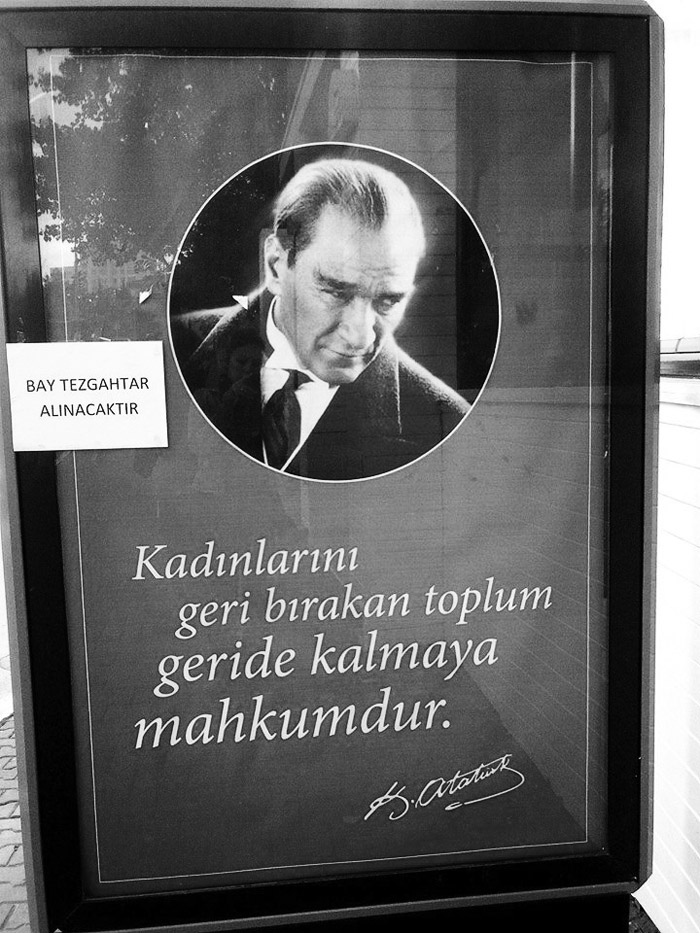 BAY TEZGAHTAR
ALINACAKTIR
Kadınlarını
geri bırakan toplum
geride kalmaya
mahkumdur.
K. Atatürk